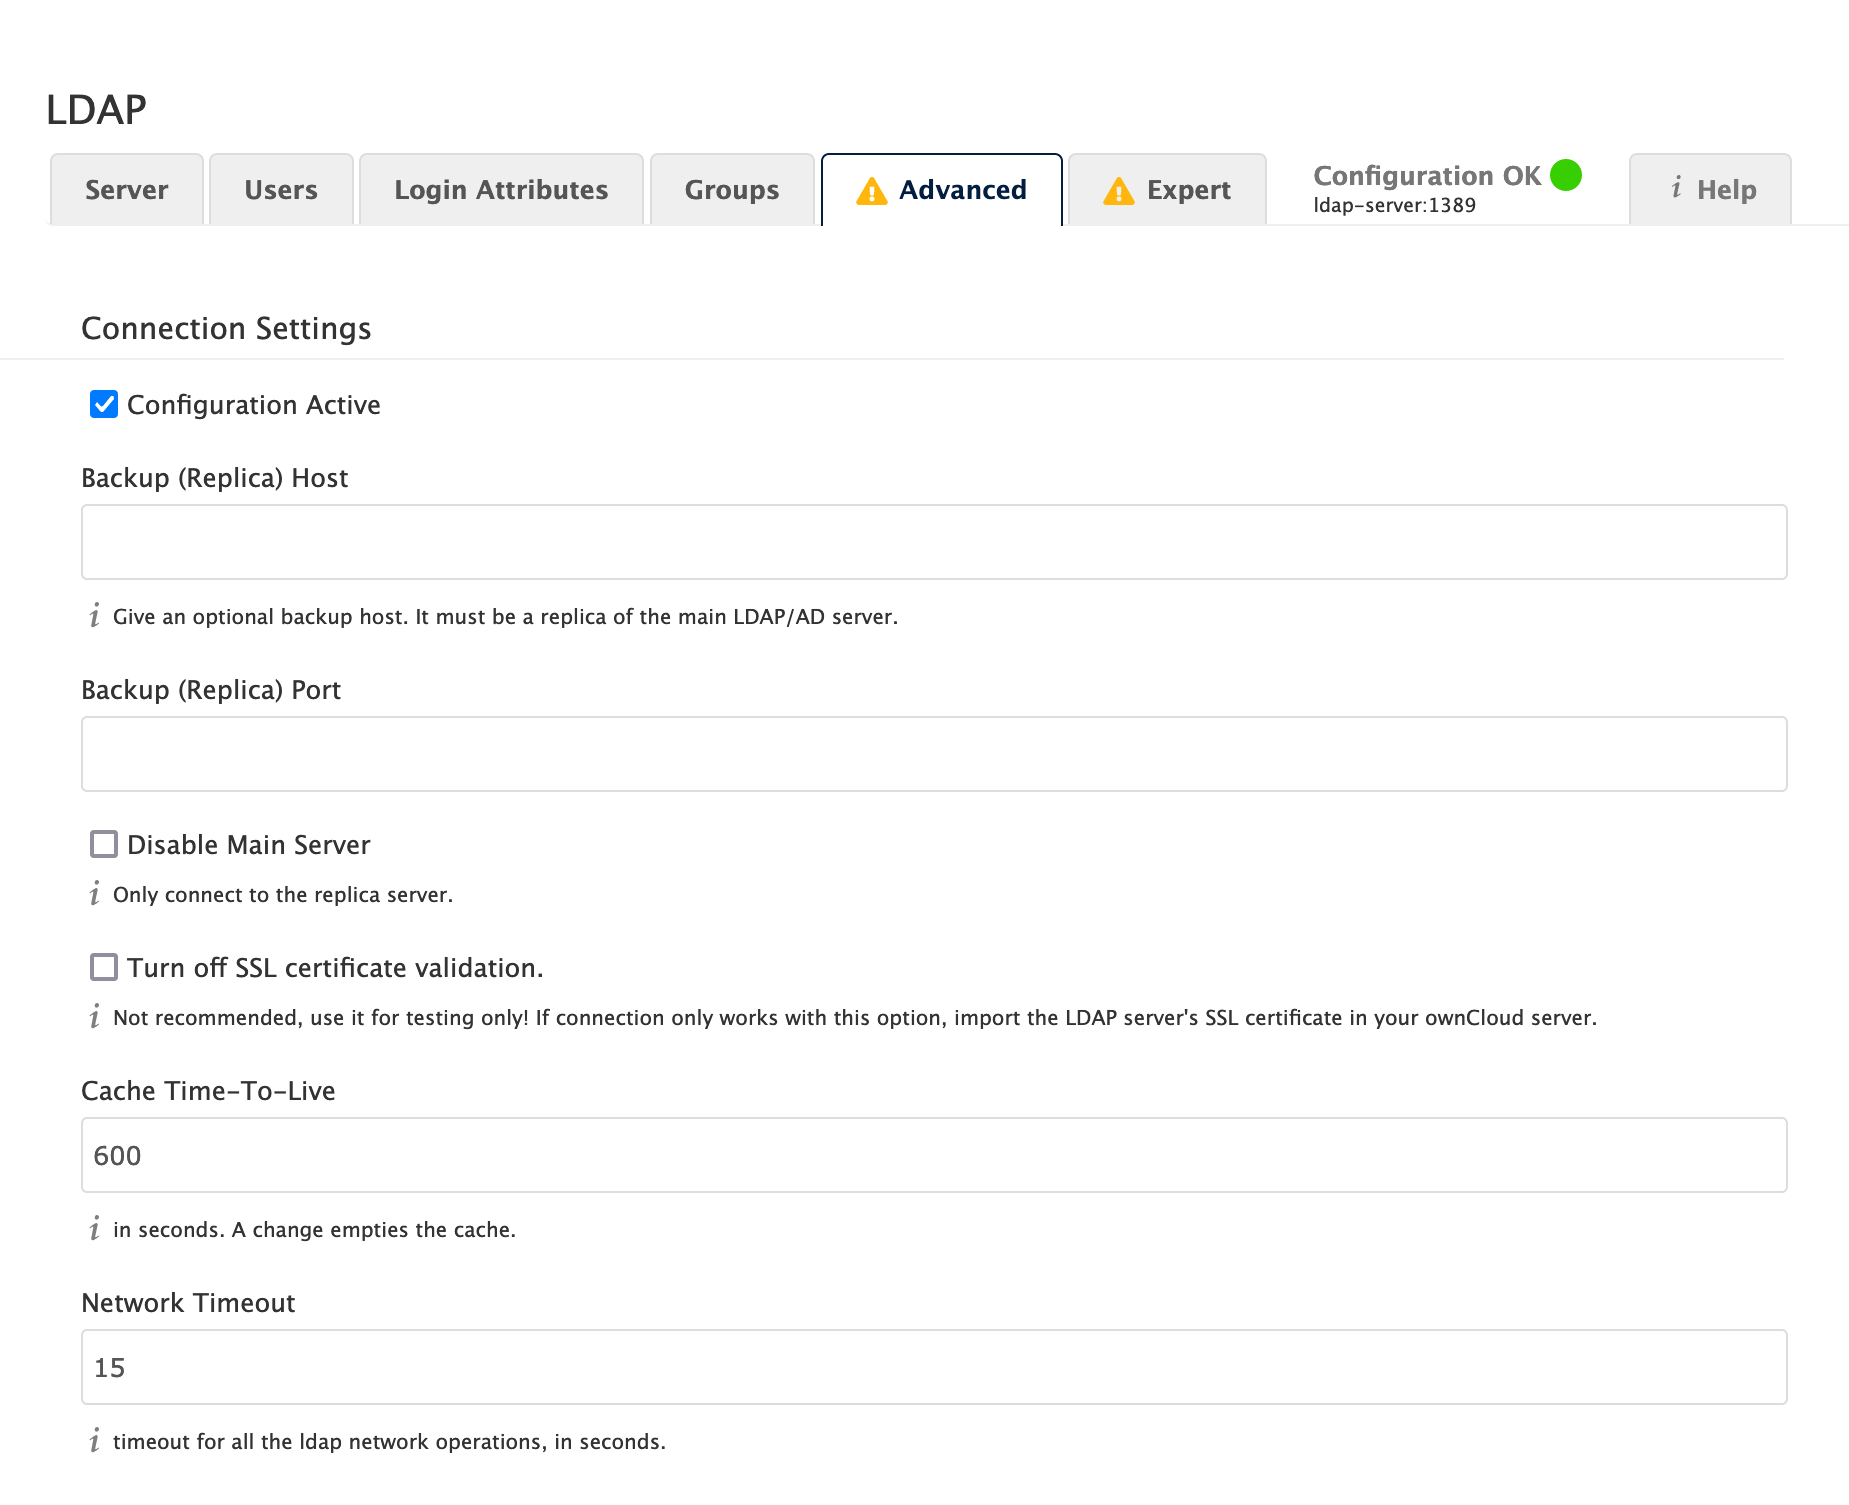 LDAP
Server Users Login Attributes Groups Advanced Expert Configuration OK i Help
ldap-server:1389
Connection Settings
Configuration Active
Backup (Replica) Host
i Give an optional backup host. It must be a replica of the main LDAP/AD server.
Backup (Replica) Port
Disable Main Server
i Only connect to the replica server.
Turn off SSL certificate validation.
i Not recommended, use it for testing only! If connection only works with this option, import the LDAP server's SSL certificate in your ownCloud server.
Cache Time-To-Live
600
i in seconds. A change empties the cache.
Network Timeout
15
i timeout for all the ldap network operations, in seconds.